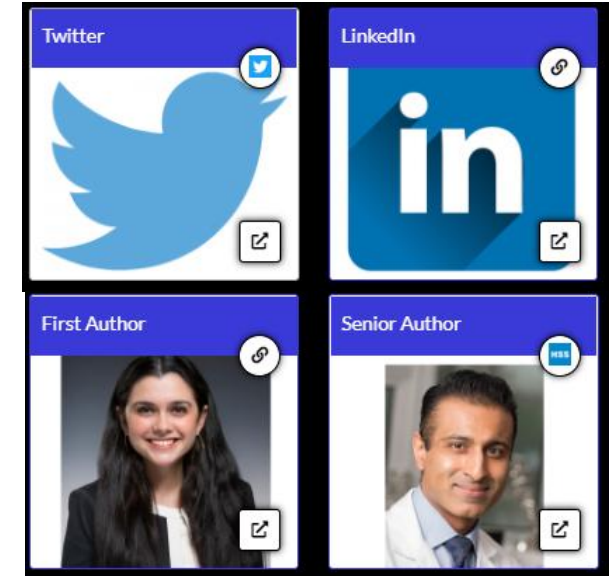 Twitter
LinkedIn
in
First Author
Senior Author
HSS